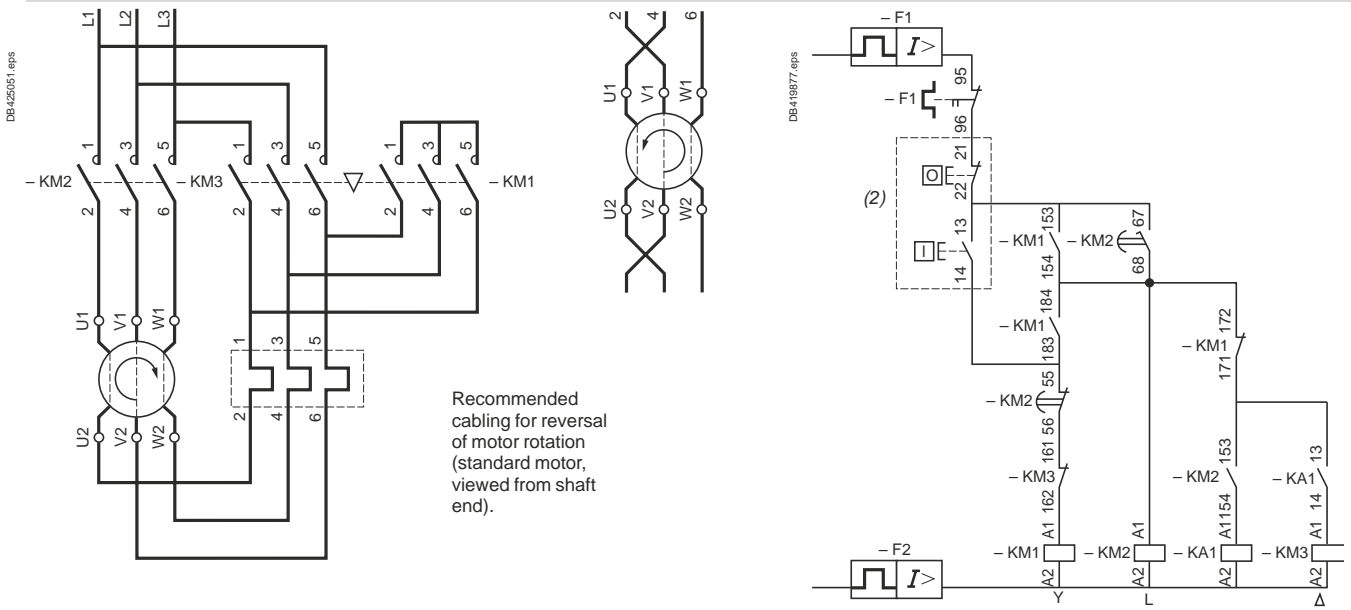 DB425051.eps
L1 L2 L3
1 3 5 1 3 5 1 3 5
– KM2 – KM3 – KM1
2 4 6 2 4 6 2 4 6
U1 V1 W1
1 3 5
2 4 6
U2 V2 W2
2 4 6
U1 V1 W1
U2 V2 W2
Recommended
cabling for reversal
of motor rotation
(standard motor,
viewed from shaft
end).
DB419877.eps
– F1
I >
95
– F1
96
21
O
22
(2)
13
I
14
153
– KM1
154
67
– KM2
68
184
– KM1
183
172
– KM1
171
55
– KM2
56
161
– KM3
162
153
– KM2
154
13
– KA1
14
– F2
I >
A1 A1 A1 A1
– KM1 – KM2 – KA1 – KM3
A2 A2 A2 A2
Y L Δ